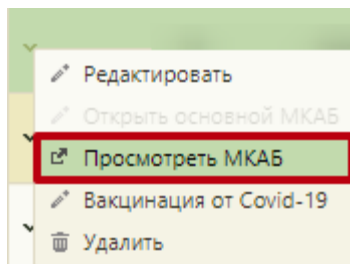 Редактировать
Открыть основной МКАБ
Просмотреть МКАБ
Вакцинация от Covid-19
Удалить